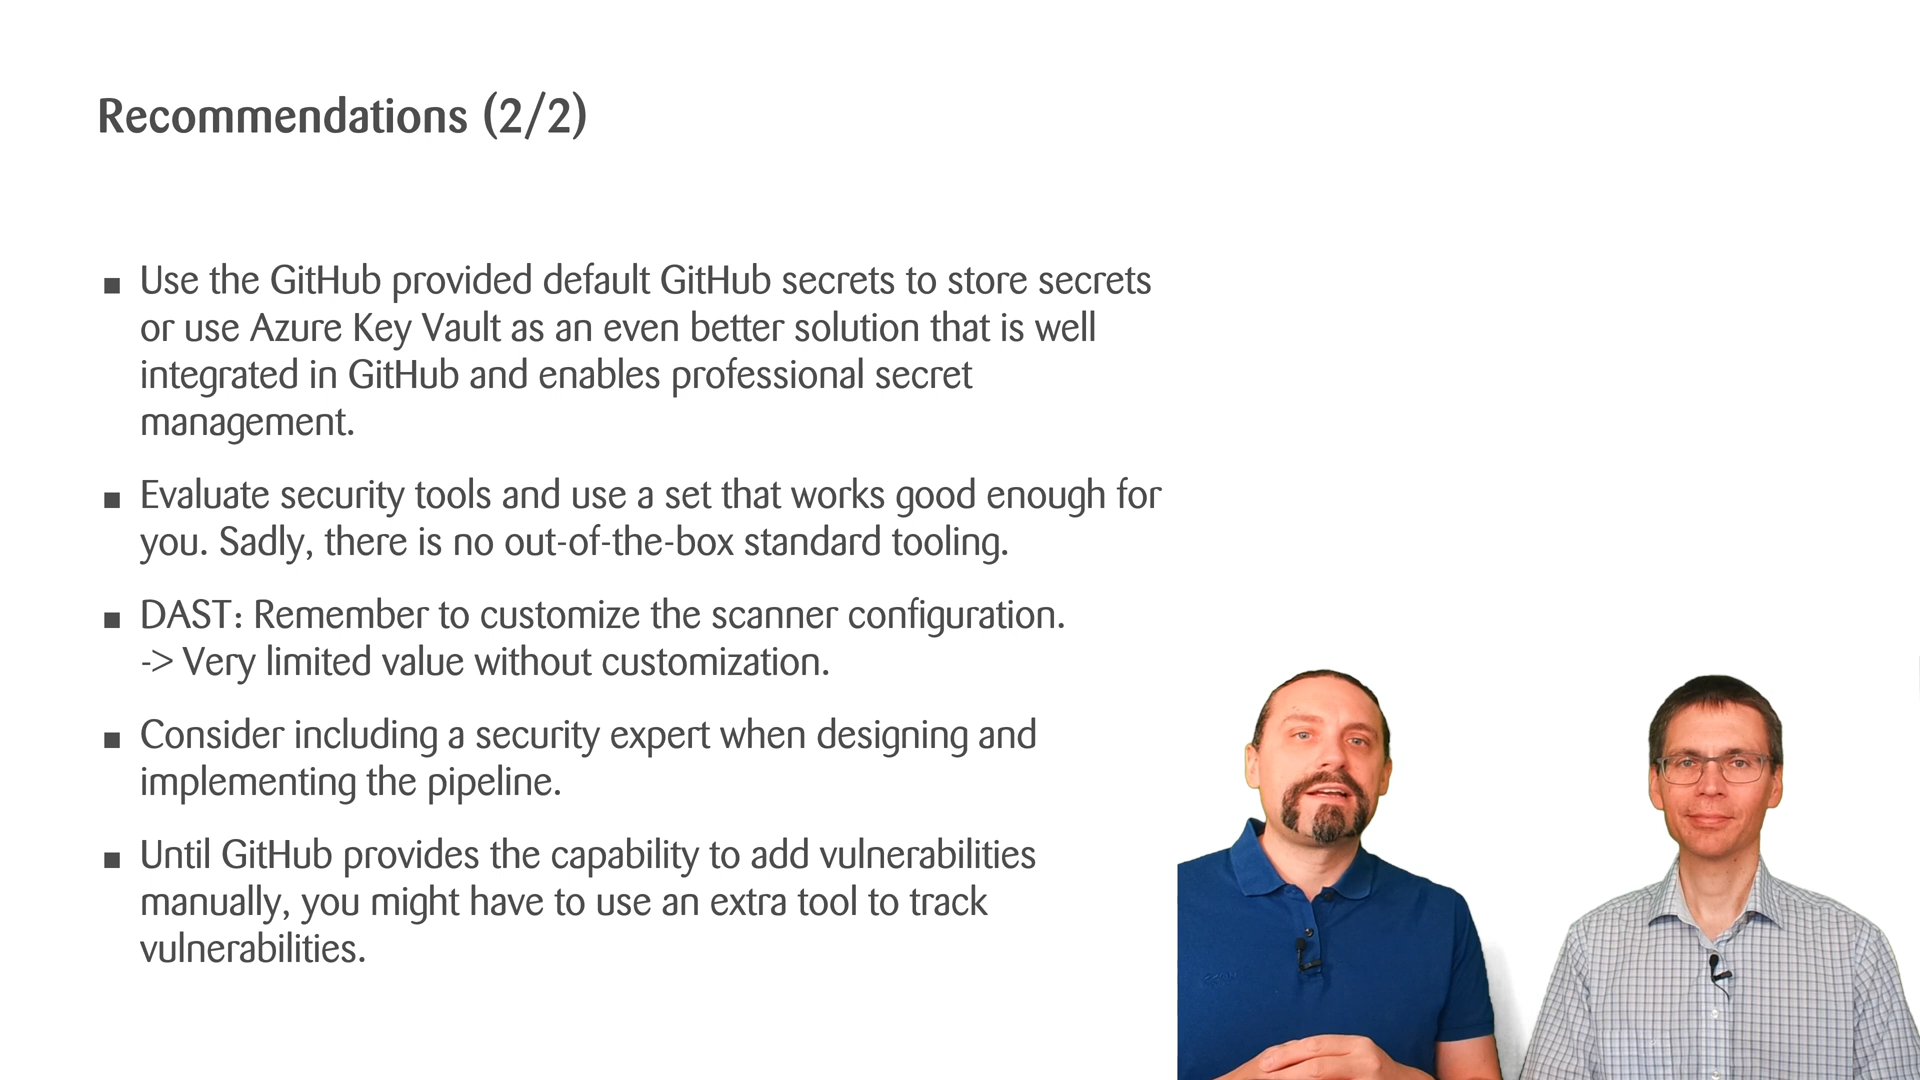 Recommendations (2/2)
■ Use the GitHub provided default GitHub secrets to store secrets
or use Azure Key Vault as an even better solution that is well
integrated in GitHub and enables professional secret
management.
■ Evaluate security tools and use a set that works good enough for
you. Sadly, there is no out-of-the-box standard tooling.
■ DAST: Remember to customize the scanner configuration.
-> Very limited value without customization.
■ Consider including a security expert when designing and
implementing the pipeline.
■ Until GitHub provides the capability to add vulnerabilities
manually, you might have to use an extra tool to track
vulnerabilities.